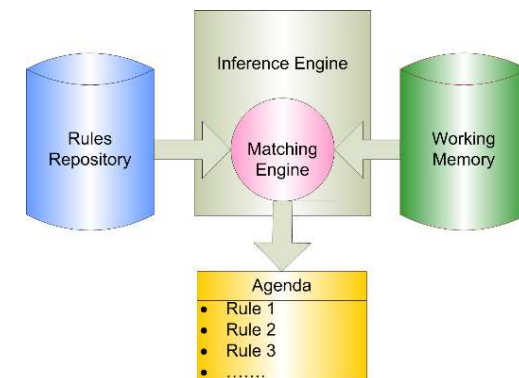 Inference Engine
Rules
Repository
Matching
Engine
Working
Memory
Agenda
• Rule 1
• Rule 2
• Rule 3
• .......